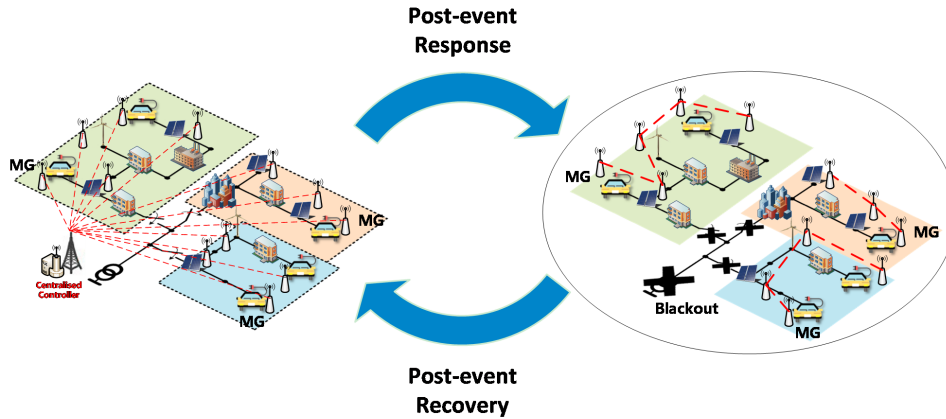 Post-event
Response
MG
MG
MG
Centralised
Controller
MG
MG
Blackout
MG
Post-event
Recovery